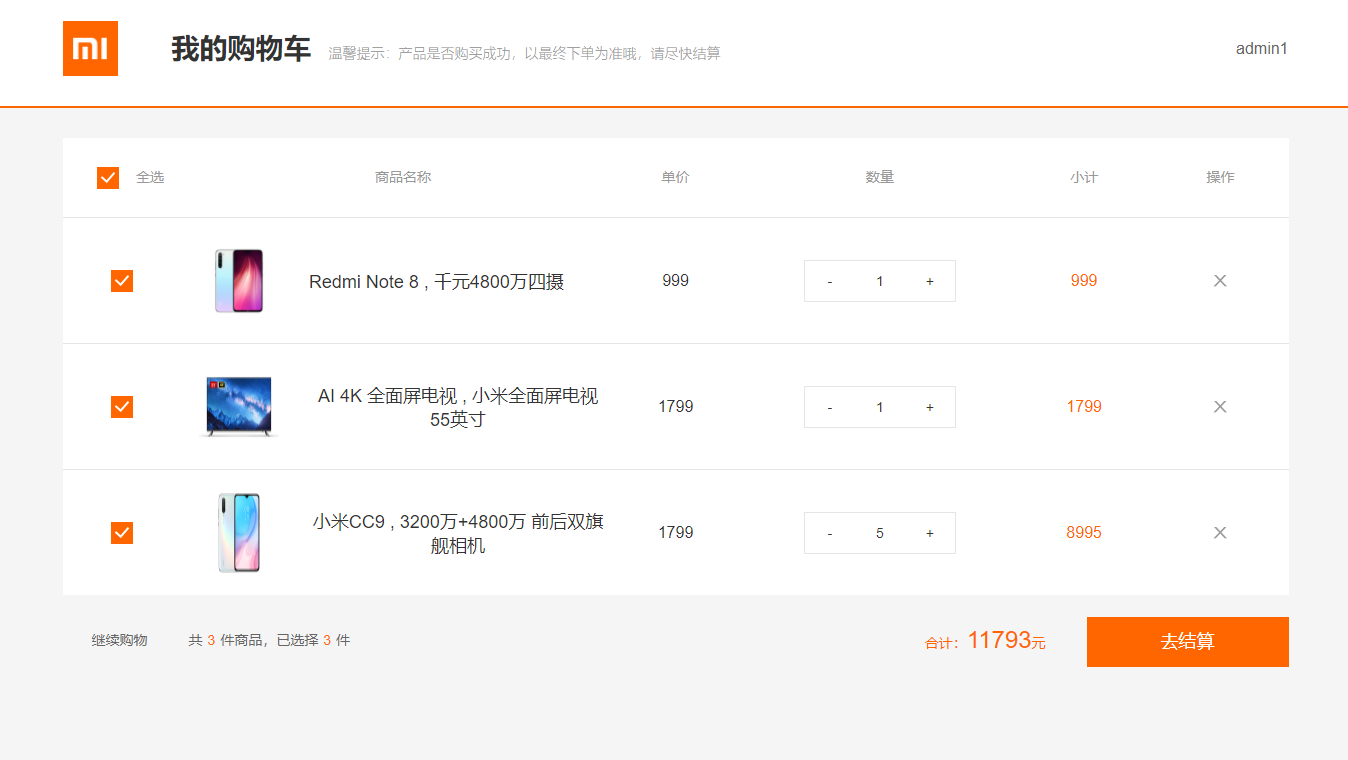 我的购物车 温馨提示：产品是否购买成功，以最终下单为准哦，请尽快结算 admin1
全选 商品名称 单价 数量 小计 操作
Redmi Note 8 , 千元4800万四摄 999 - 1 + 999
AI 4K 全面屏电视 , 小米全面屏电视
55英寸 1799 - 1 + 1799
小米CC9 , 3200万+4800万 前后双旗
舰相机 1799 - 5 + 8995
继续购物 共 3 件商品，已选择 3 件 合计：11793元 去结算